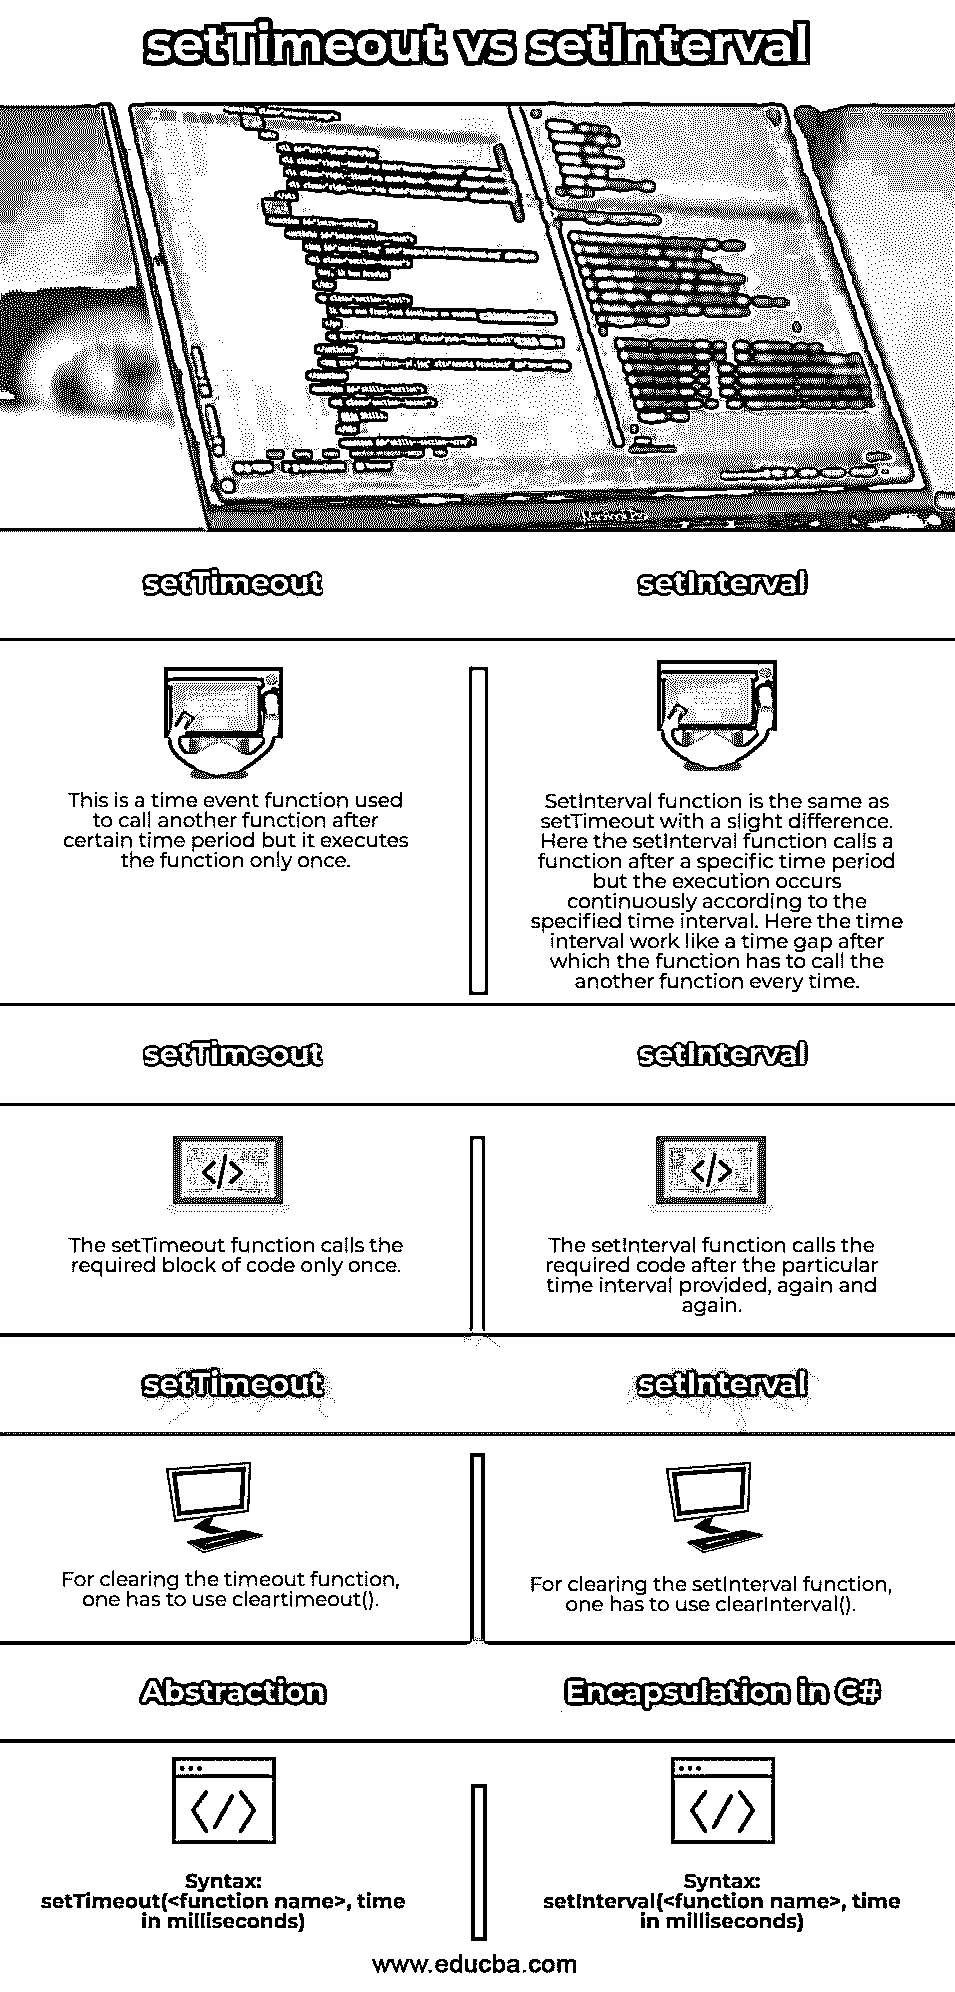 setTimeout vs setInterval
setTimeout
setInterval
This is a time event function used
to call another function after
certain time period but it executes
the function only once.
SetInterval function is the same as
setTimeout with a slight difference.
Here the setInterval function calls a
function after a specific time period
but the execution occurs
continuously according to the
specified time interval. Here the time
interval work like a time gap after
which the function has to call the
another function every time.
setTimeout
setInterval
</>
</>
The setTimeout function calls the
required block of code only once.
The setInterval function calls the
required code after the particular
time interval provided, again and
again.
setTimeout
setInterval
For clearing the timeout function,
one has to use cleartimeout().
For clearing the setInterval function,
one has to use clearInterval().
Abstraction
Encapsulation in C#
</>
</>
Syntax:
setTimeout(<function name>, time
in milliseconds)
Syntax:
setInterval(<function name>, time
in milliseconds)
www.educba.com